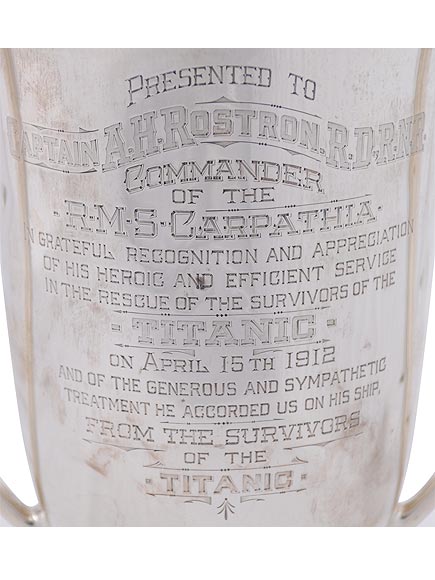 PRESENTED TO
CAPTAIN A.H. ROSTRON. R.D. R.N.R.
COMMANDER
OF THE
·R·M·S·CARPATHIA·
IN GRATEFUL RECOGNITION AND APPRECIATION
OF HIS HEROIC AND EFFICIENT SERVICE
IN THE RESCUE OF THE SURVIVORS OF THE
·TITANIC·
ON APRIL 15TH 1912
AND OF THE GENEROUS AND SYMPATHETIC
TREATMENT HE ACCORDED US ON HIS SHIP.
FROM THE SURVIVORS
OF THE
·TITANIC·